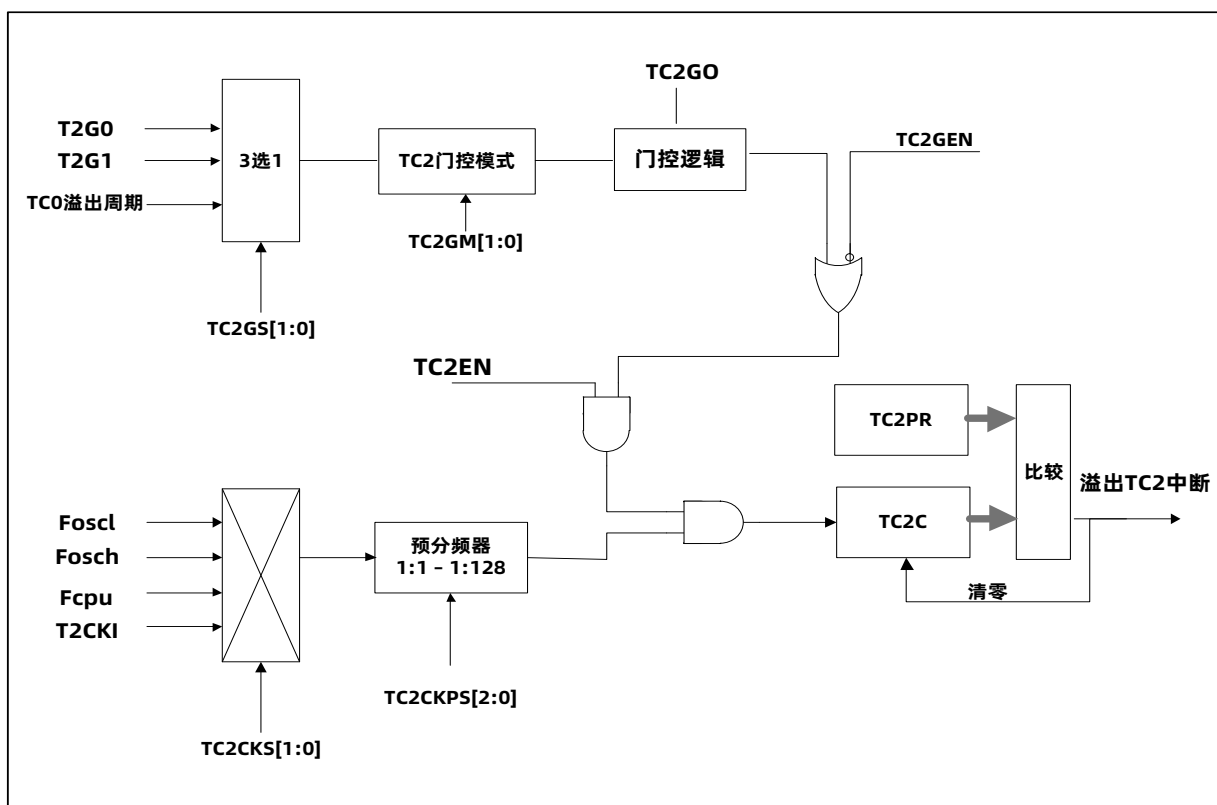 TC2GO
T2G0
T2G1
TC0溢出周期
3选1
TC2门控模式
门控逻辑
TC2GEN
TC2GM[1:0]
TC2GS[1:0]
TC2EN
TC2PR
比较
溢出TC2中断
TC2C
清零
Foscl
Fosch
Fcpu
T2CKI
预分频器
1:1 – 1:128
TC2CKPS[2:0]
TC2CKS[1:0]